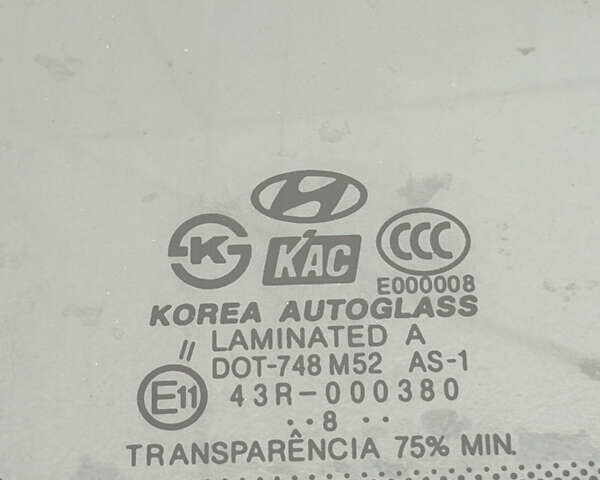 K KAC CCC
E000008
KOREA AUTOGLASS
// LAMINATED A
DOT-748 M52 AS-1
E11 43R-000380
..8 ..
TRANSPARÊNCIA 75% MIN.